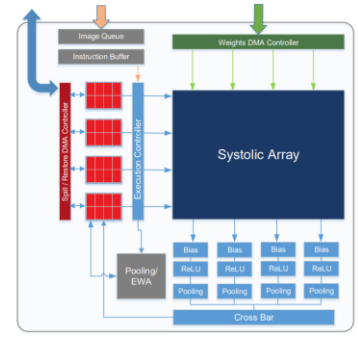 Image Queue
Instruction Buffer
Weights DMA Controller
Spill / Restore DMA Controller
Execution Controller
Systolic Array
Pooling/
EWA
Bias
Bias
Bias
Bias
ReLU
ReLU
ReLU
ReLU
Pooling
Pooling
Pooling
Pooling
Cross Bar